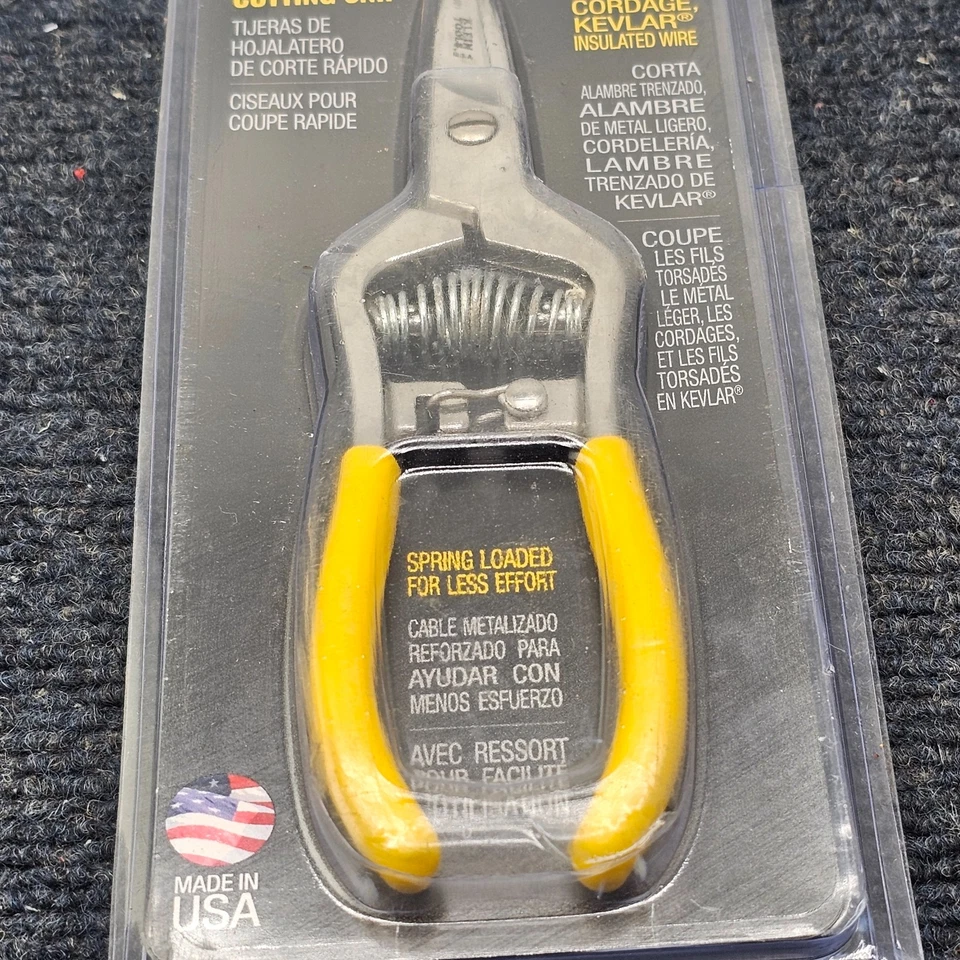 TIJERAS DE
HOJALATERO
DE CORTE RÁPIDO
CISEAUX POUR
COUPE RAPIDE
CORDAGE,
KEVLAR®
INSULATED WIRE
CORTA
ALAMBRE TRENZADO,
ALAMBRE
DE METAL LIGERO,
CORDELERÍA,
LAMBRE
TRENZADO DE
KEVLAR®
COUPE
LES FILS
TORSADÉS
LE MÉTAL
LÉGER, LES
CORDAGES,
ET LES FILS
TORSADÉS
EN KEVLAR®
SPRING LOADED
FOR LESS EFFORT
CABLE METALIZADO
REFORZADO PARA
AYUDAR CON
MENOS ESFUERZO
AVEC RESSORT
POUR FACILITE
MADE IN
USA